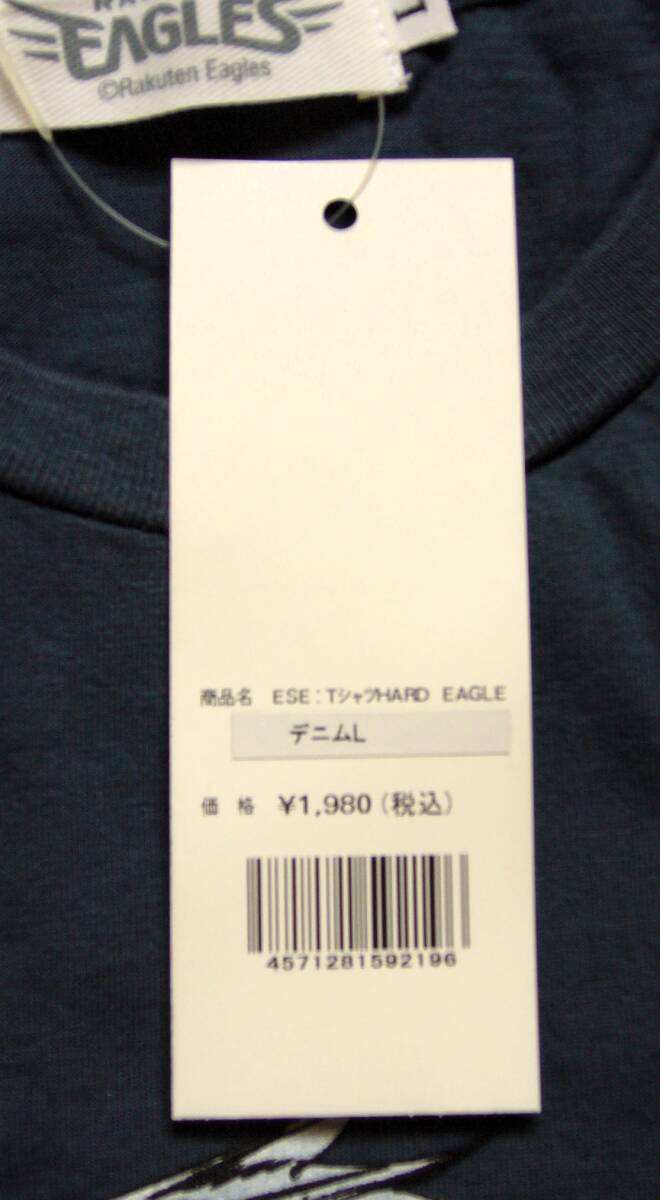 EAGLES
©Rakuten Eagles
L
商品名 ESE:TシャツHARD EAGLE
デニムL
価 格 ¥1,980(税込)
4571281592196